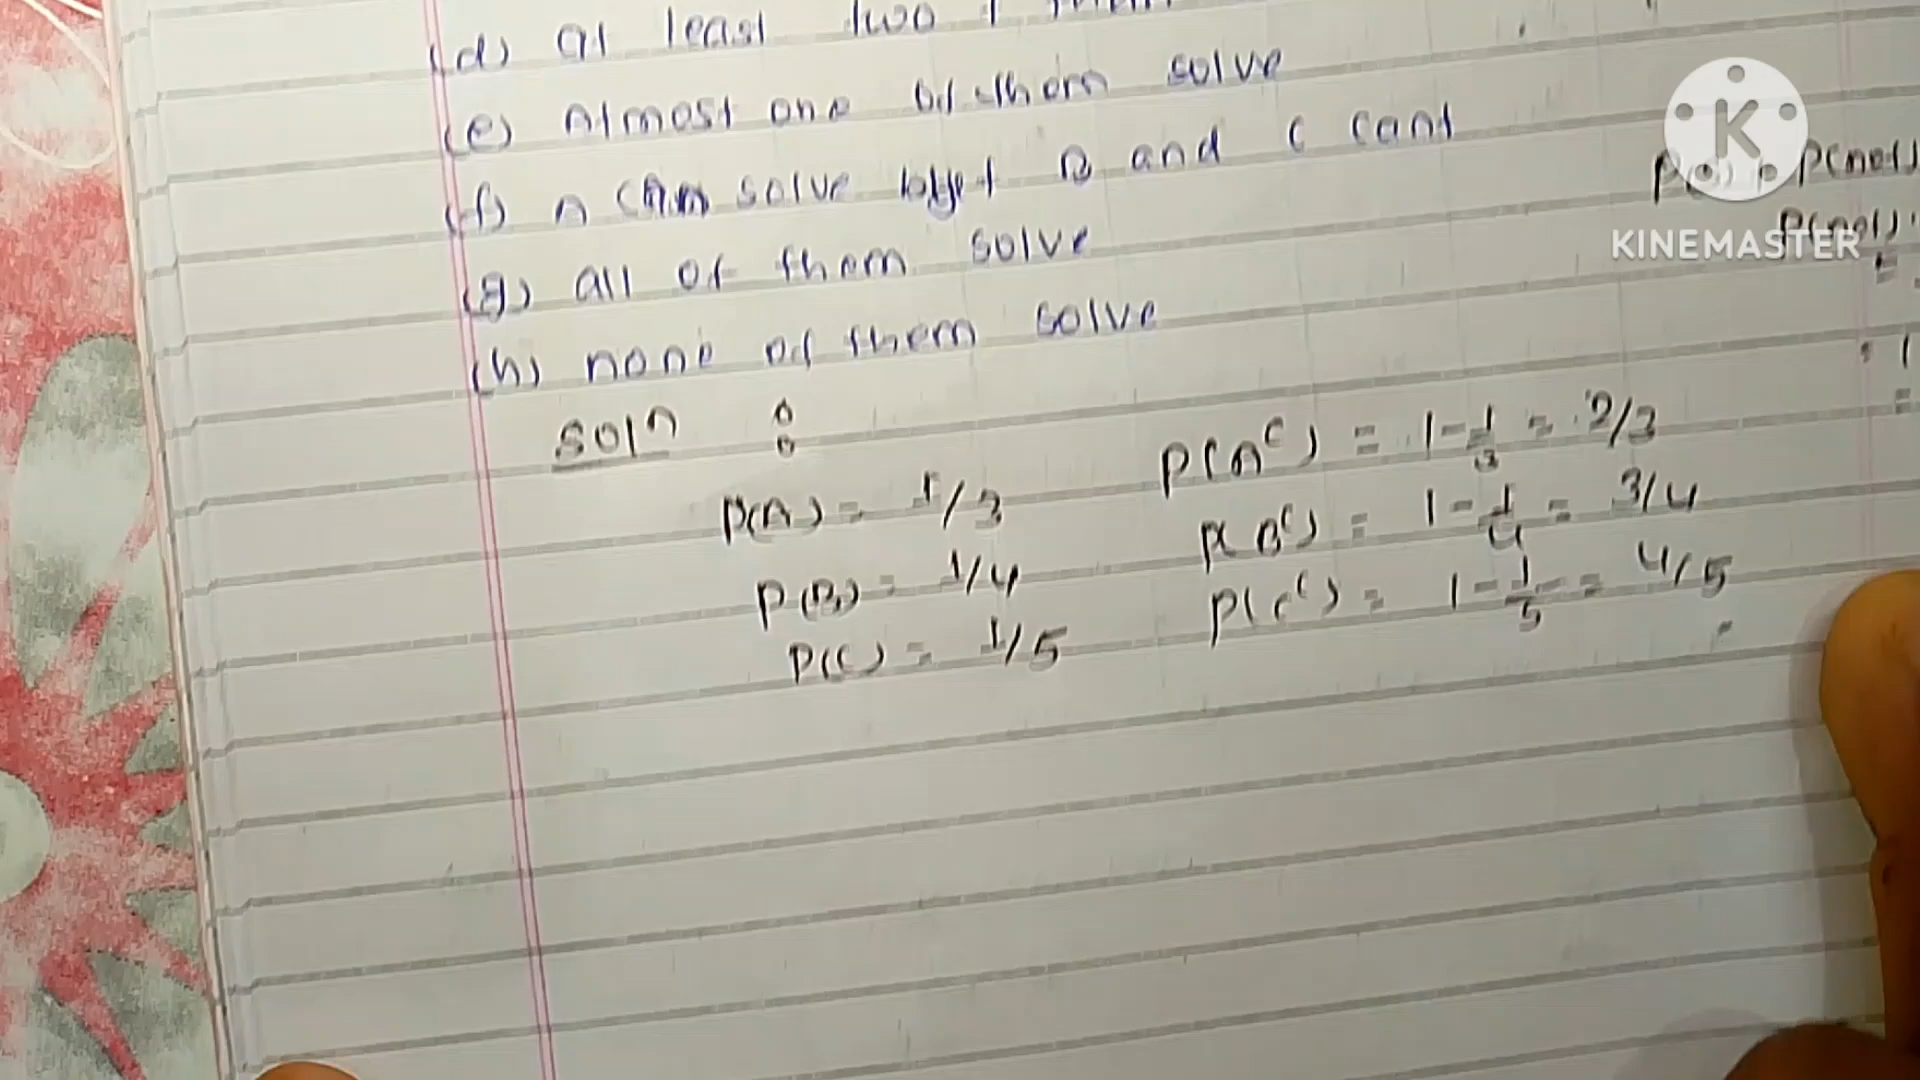 (d) at least two
(e) Atmost one of them solve
(f) A can solve but B and C cant
(g) all of them solve
(h) none of them solve
P(not)
P(not)
KINEMASTER
Soln :
P(A) = 1/3
P(A^c) = 1 - 1/3 = 2/3
P(B) = 1/4
P(B^c) = 1 - 1/4 = 3/4
P(C) = 1/5
P(C^c) = 1 - 1/5 = 4/5